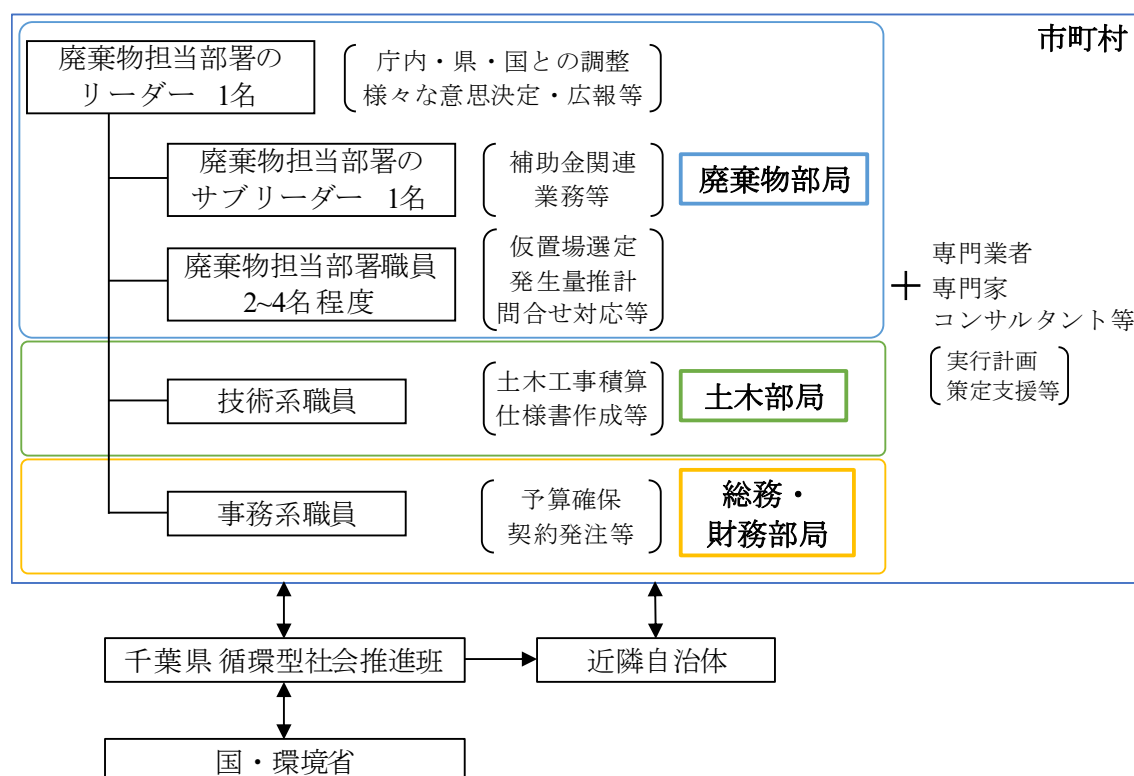 市町村
廃棄物担当部署の
リーダー 1名
庁内・県・国との調整
様々な意思決定・広報等
廃棄物担当部署の
サブリーダー 1名
補助金関連
業務等
廃棄物部局
廃棄物担当部署職員
2~4名程度
仮置場選定
発生量推計
問合せ対応等
+
専門業者
専門家
コンサルタント等
実行計画
策定支援等
技術系職員
土木工事積算
仕様書作成等
土木部局
事務系職員
予算確保
契約発注等
総務・
財務部局
千葉県 循環型社会推進班
近隣自治体
国・環境省